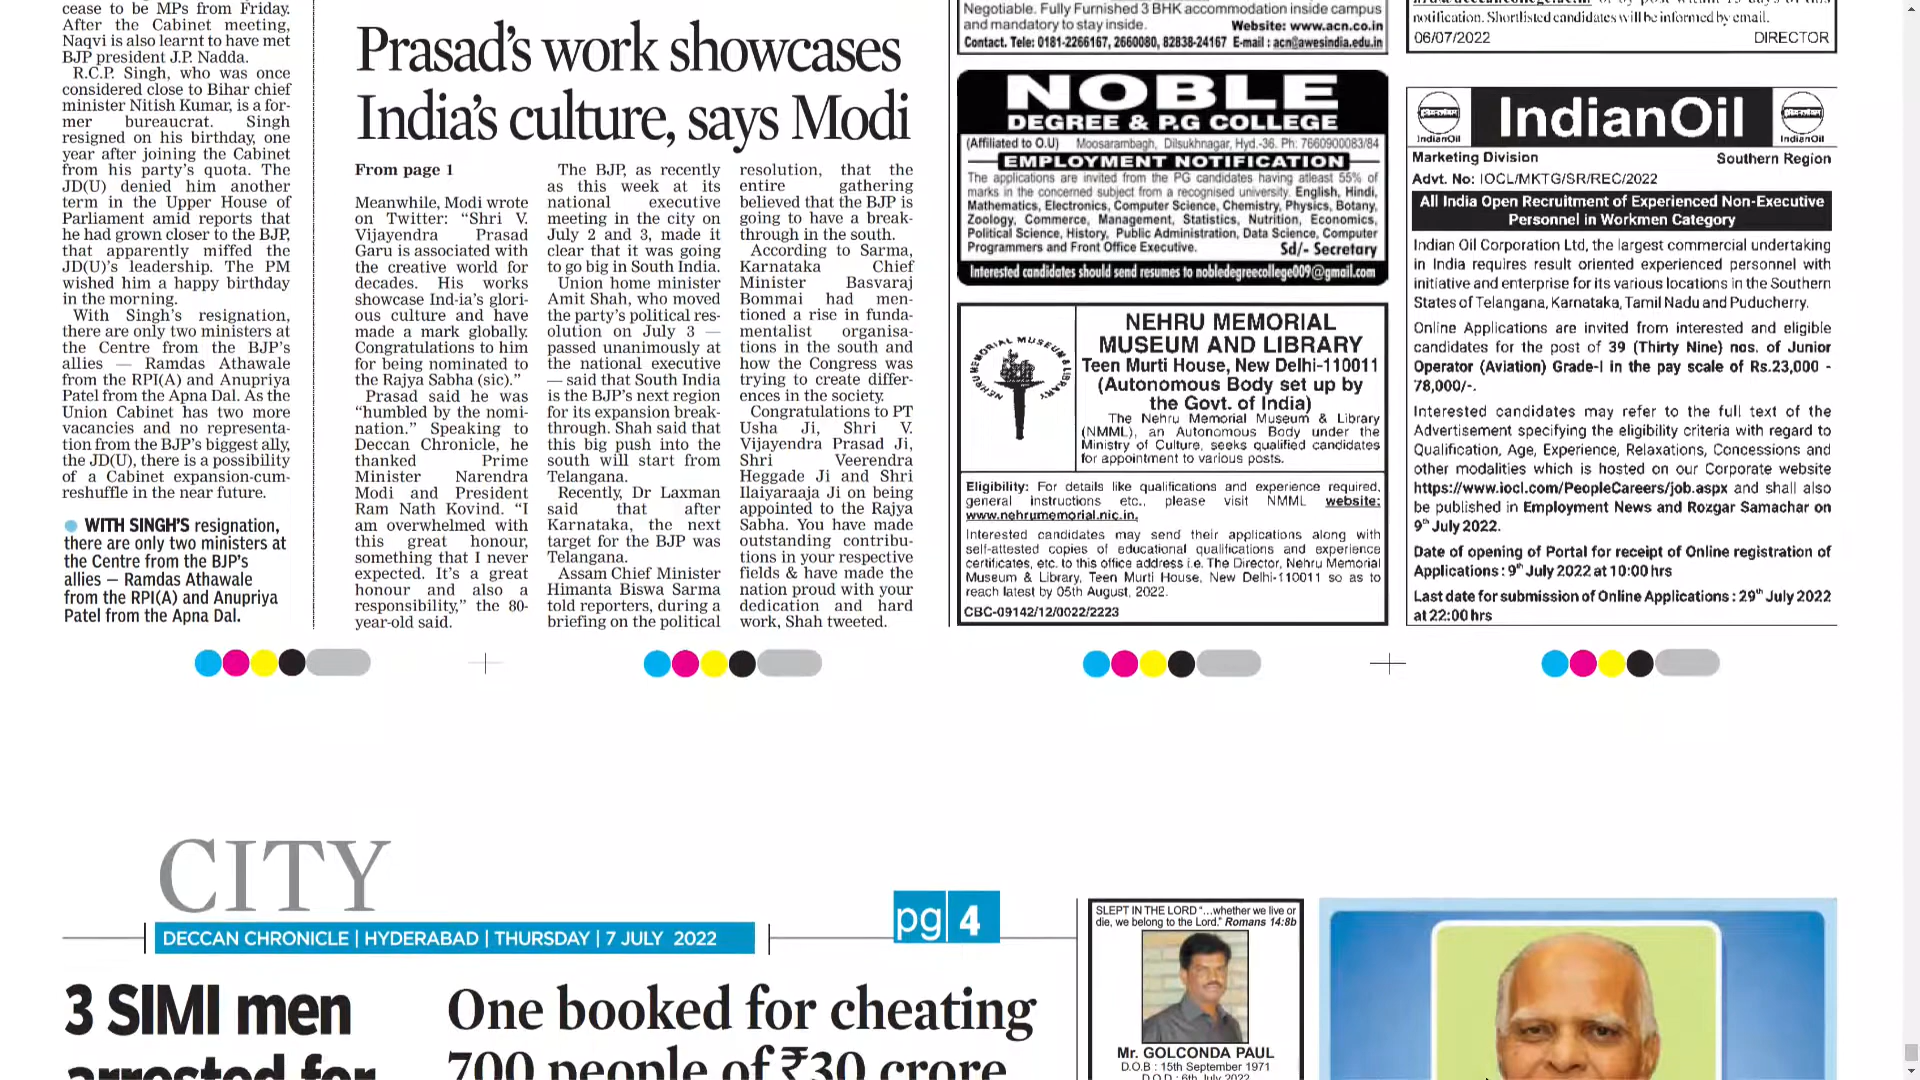 cease to be MPs from Friday.
After the Cabinet meeting,
Naqvi is also learnt to have met
BJP president J.P. Nadda.
R.C.P. Singh, who was once
considered close to Bihar chief
minister Nitish Kumar, is a for-
mer bureaucrat. Singh
resigned on his birthday, one
year after joining the Cabinet
from his party's quota. The
JD(U) denied him another
term in the Upper House of
Parliament amid reports that
he had grown closer to the BJP,
that apparently miffed the
JD(U)'s leadership. The PM
wished him a happy birthday
in the morning.
With Singh's resignation,
there are only two ministers at
the Centre from the BJP's
allies — Ramdas Athawale
from the RPI(A) and Anupriya
Patel from the Apna Dal. As the
Union Cabinet has two more
vacancies and no representa-
tion from the BJP's biggest ally,
the JD(U), there is a possibility
of a Cabinet expansion-cum-
reshuffle in the near future.
WITH SINGH'S resignation,
there are only two ministers at
the Centre from the BJP's
allies — Ramdas Athawale
from the RPI(A) and Anupriya
Patel from the Apna Dal.
Prasad's work showcases
India's culture, says Modi
From page 1
Meanwhile, Modi wrote
on Twitter: "Shri V.
Vijayendra Prasad
Garu is associated with
the creative world for
decades. His works
showcase Ind-ia's glori-
ous culture and have
made a mark globally.
Congratulations to him
for being nominated to
the Rajya Sabha (sic)."
Prasad said he was
"humbled by the nomi-
nation." Speaking to
Deccan Chronicle, he
thanked Prime
Minister Narendra
Modi and President
Ram Nath Kovind. "I
am overwhelmed with
this great honour,
something that I never
expected. It's a great
honour and also a
responsibility," the 80-
year-old said.
The BJP, as recently
as this week at its
national executive
meeting in the city on
July 2 and 3, made it
clear that it was going
to go big in South India.
Union home minister
Amit Shah, who moved
the party's political res-
olution on July 3 —
passed unanimously at
the national executive
— said that South India
is the BJP's next region
for its expansion break-
through. Shah said that
this big push into the
south will start from
Telangana.
Recently, Dr Laxman
said that after
Karnataka, the next
target for the BJP was
Telangana.
Assam Chief Minister
Himanta Biswa Sarma
told reporters, during a
briefing on the political
resolution, that the
entire gathering
believed that the BJP is
going to have a break-
through in the south.
According to Sarma,
Karnataka Chief
Minister Basvaraj
Bommai had men-
tioned a rise in funda-
mentalist organisa-
tions in the south and
how the Congress was
trying to create differ-
ences in the society.
Congratulations to PT
Usha Ji, Shri V.
Vijayendra Prasad Ji,
Shri Veerendra
Heggade Ji and Shri
Ilaiyaraaja Ji on being
appointed to the Rajya
Sabha. You have made
outstanding contribu-
tions in your respective
fields & have made the
nation proud with your
dedication and hard
work, Shah tweeted.
Negotiable. Fully Furnished 3 BHK accommodation inside campus
and mandatory to stay inside. Website: www.acn.co.in
Contact. Tele: 0181-2266167, 2660080, 82838-24167 E-mail : acn@awesindia.edu.in
NOBLE
DEGREE & P.G COLLEGE
(Affiliated to O.U) Moosarambagh, Dilsukhnagar, Hyd.-36. Ph: 7660900083/84
EMPLOYMENT NOTIFICATION
The applications are invited from the PG candidates having atleast 55% of
marks in the concerned subject from a recognised university. English, Hindi,
Mathematics, Electronics, Computer Science, Chemistry, Physics, Botany,
Zoology, Commerce, Management, Statistics, Nutrition, Economics,
Political Science, History, Public Administration, Data Science, Computer
Programmers and Front Office Executive. Sd/- Secretary
Interested candidates should send resumes to nobledegreecollege009@gmail.com
NEHRU MEMORIAL MUSEUM & LIBRARY
NEHRU MEMORIAL
MUSEUM AND LIBRARY
Teen Murti House, New Delhi-110011
(Autonomous Body set up by
the Govt. of India)
The Nehru Memorial Museum & Library
(NMML), an Autonomous Body under the
Ministry of Culture, seeks qualified candidates
for appointment to various posts.
Eligibility: For details like qualifications and experience required,
general instructions etc., please visit NMML website:
www.nehrumemorial.nic.in.
Interested candidates may send their applications along with
self-attested copies of educational qualifications and experience
certificates, etc. to this office address i.e. The Director, Nehru Memorial
Museum & Library, Teen Murti House, New Delhi-110011 so as to
reach latest by 05th August, 2022.
CBC-09142/12/0022/2223
notification. Shortlisted candidates will be informed by email.
06/07/2022 DIRECTOR
IndianOil
IndianOil
IndianOil
Marketing Division Southern Region
Advt. No: IOCL/MKTG/SR/REC/2022
All India Open Recruitment of Experienced Non-Executive
Personnel in Workmen Category
Indian Oil Corporation Ltd, the largest commercial undertaking
in India requires result oriented experienced personnel with
initiative and enterprise for its various locations in the Southern
States of Telangana, Karnataka, Tamil Nadu and Puducherry.
Online Applications are invited from interested and eligible
candidates for the post of 39 (Thirty Nine) nos. of Junior
Operator (Aviation) Grade-I in the pay scale of Rs.23,000 -
78,000/-.
Interested candidates may refer to the full text of the
Advertisement specifying the eligibility criteria with regard to
Qualification, Age, Experience, Relaxations, Concessions and
other modalities which is hosted on our Corporate website
https://www.iocl.com/PeopleCareers/job.aspx and shall also
be published in Employment News and Rozgar Samachar on
9th July 2022.
Date of opening of Portal for receipt of Online registration of
Applications : 9th July 2022 at 10:00 hrs
Last date for submission of Online Applications : 29th July 2022
at 22:00 hrs
CITY
DECCAN CHRONICLE | HYDERABAD | THURSDAY | 7 JULY 2022
pg 4
3 SIMI men
arrested for
One booked for cheating
700 people of ₹30 crore
SLEPT IN THE LORD "...whether we live or
die, we belong to the Lord." Romans 14:8b
Mr. GOLCONDA PAUL
D.O.B : 15th September 1971
D.O.D : 6th July 2022